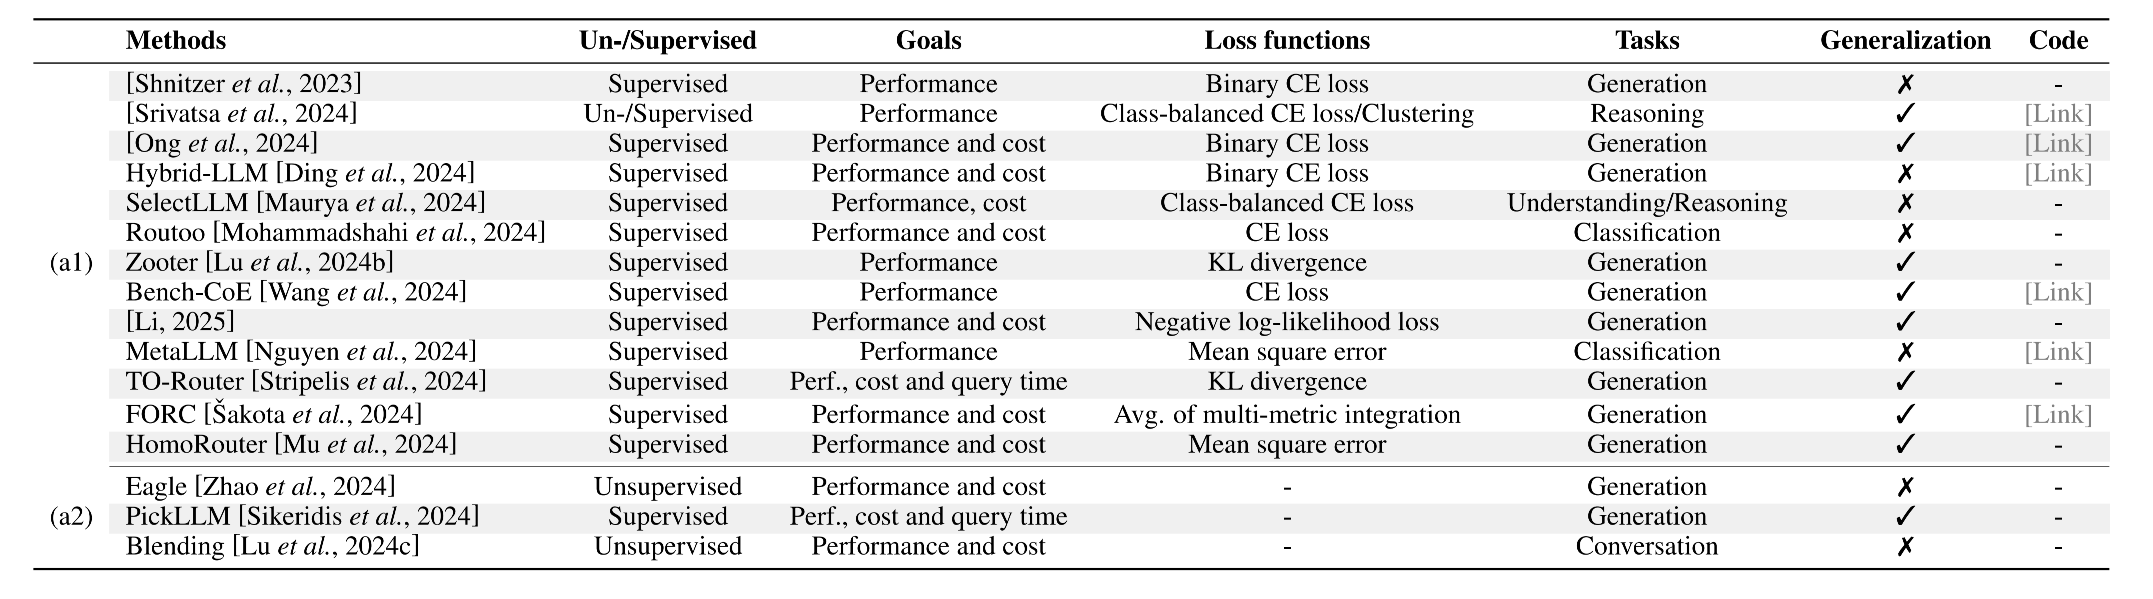 Methods Un-/Supervised Goals Loss functions Tasks Generalization Code
[Shnitzer et al., 2023] Supervised Performance Binary CE loss Generation ✗ -
[Srivatsa et al., 2024] Un-/Supervised Performance Class-balanced CE loss/Clustering Reasoning ✓ [Link]
[Ong et al., 2024] Supervised Performance and cost Binary CE loss Generation ✓ [Link]
Hybrid-LLM [Ding et al., 2024] Supervised Performance and cost Binary CE loss Generation ✗ [Link]
SelectLLM [Maurya et al., 2024] Supervised Performance, cost Class-balanced CE loss Understanding/Reasoning ✗ -
Routoo [Mohammadshahi et al., 2024] Supervised Performance and cost CE loss Classification ✗ -
(a1) Zooter [Lu et al., 2024b] Supervised Performance KL divergence Generation ✓ -
Bench-CoE [Wang et al., 2024] Supervised Performance CE loss Generation ✓ [Link]
[Li, 2025] Supervised Performance and cost Negative log-likelihood loss Generation ✓ -
MetaLLM [Nguyen et al., 2024] Supervised Performance Mean square error Classification ✗ [Link]
TO-Router [Stripelis et al., 2024] Supervised Perf., cost and query time KL divergence Generation ✓ -
FORC [Šakota et al., 2024] Supervised Performance and cost Avg. of multi-metric integration Generation ✓ [Link]
HomoRouter [Mu et al., 2024] Supervised Performance and cost Mean square error Generation ✓ -
Eagle [Zhao et al., 2024] Unsupervised Performance and cost - Generation ✗ -
(a2) PickLLM [Sikeridis et al., 2024] Supervised Perf., cost and query time - Generation ✓ -
Blending [Lu et al., 2024c] Unsupervised Performance and cost - Conversation ✗ -